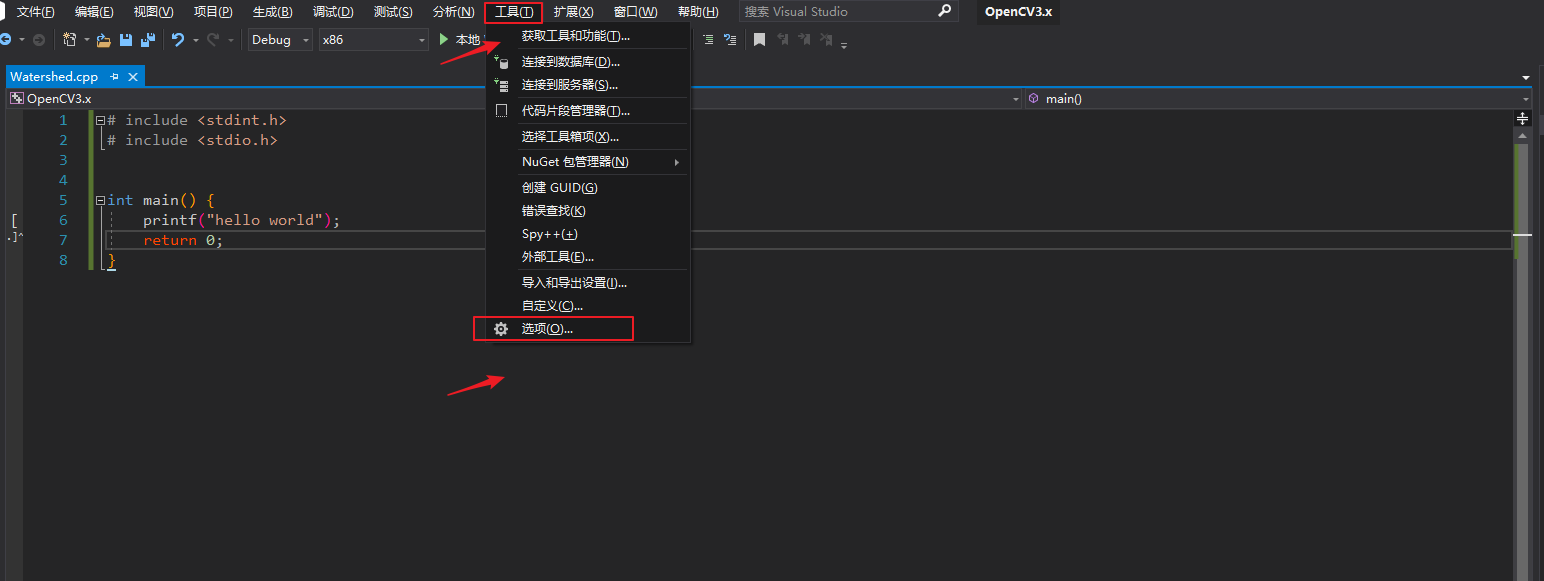 文件(F) 编辑(E) 视图(V) 项目(P) 生成(B) 调试(D) 测试(S) 分析(N) 工具(T) 扩展(X) 窗口(W) 帮助(H) 搜索 Visual Studio OpenCV3.x
Debug x86 本地
获取工具和功能(T)...
连接到数据库(D)...
连接到服务器(S)...
代码片段管理器(T)...
选择工具箱项(X)...
NuGet 包管理器(N)
创建 GUID(G)
错误查找(K)
Spy++(+)
外部工具(E)...
导入和导出设置(I)...
自定义(C)...
选项(O)...
Watershed.cpp
OpenCV3.x main()
1 # include <stdint.h>
2 # include <stdio.h>
3
4
5 int main() {
6 printf("hello world");
7 return 0;
8 }